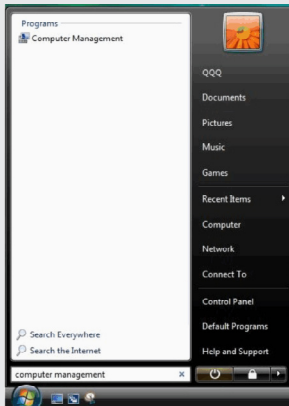 Programs
Computer Management
Search Everywhere
Search the Internet
computer management
QQQ
Documents
Pictures
Music
Games
Recent Items
Computer
Network
Connect To
Control Panel
Default Programs
Help and Support